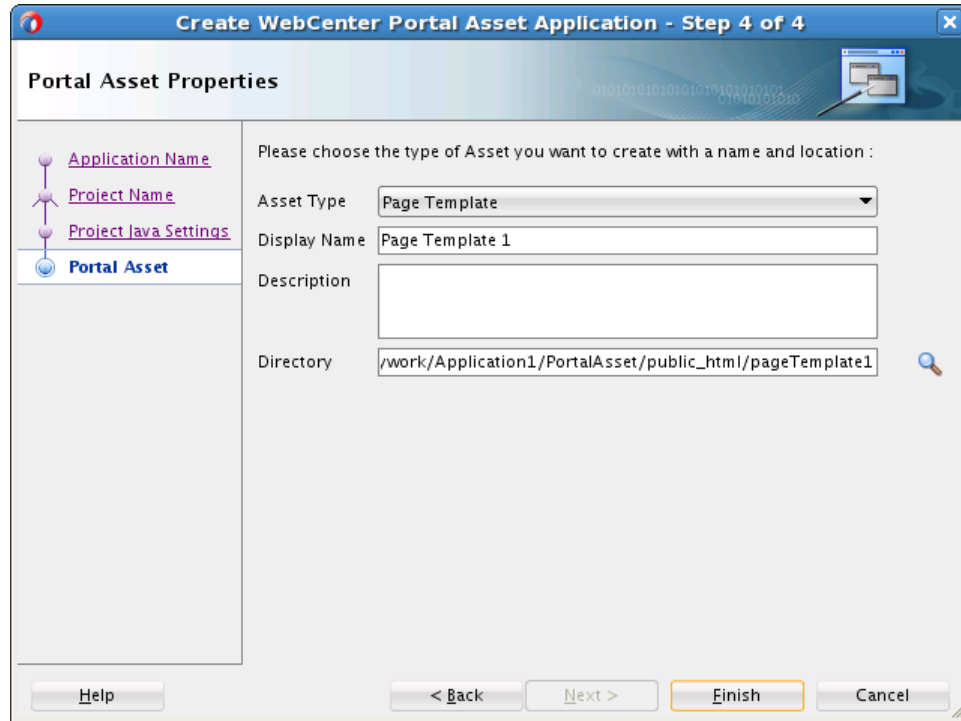 Create WebCenter Portal Asset Application - Step 4 of 4
Portal Asset Properties
Application Name
Project Name
Project Java Settings
Portal Asset
Please choose the type of Asset you want to create with a name and location :
Asset Type Page Template
Display Name Page Template 1
Description
Directory /work/Application1/PortalAsset/public_html/pageTemplate1
Help < Back Next > Finish Cancel